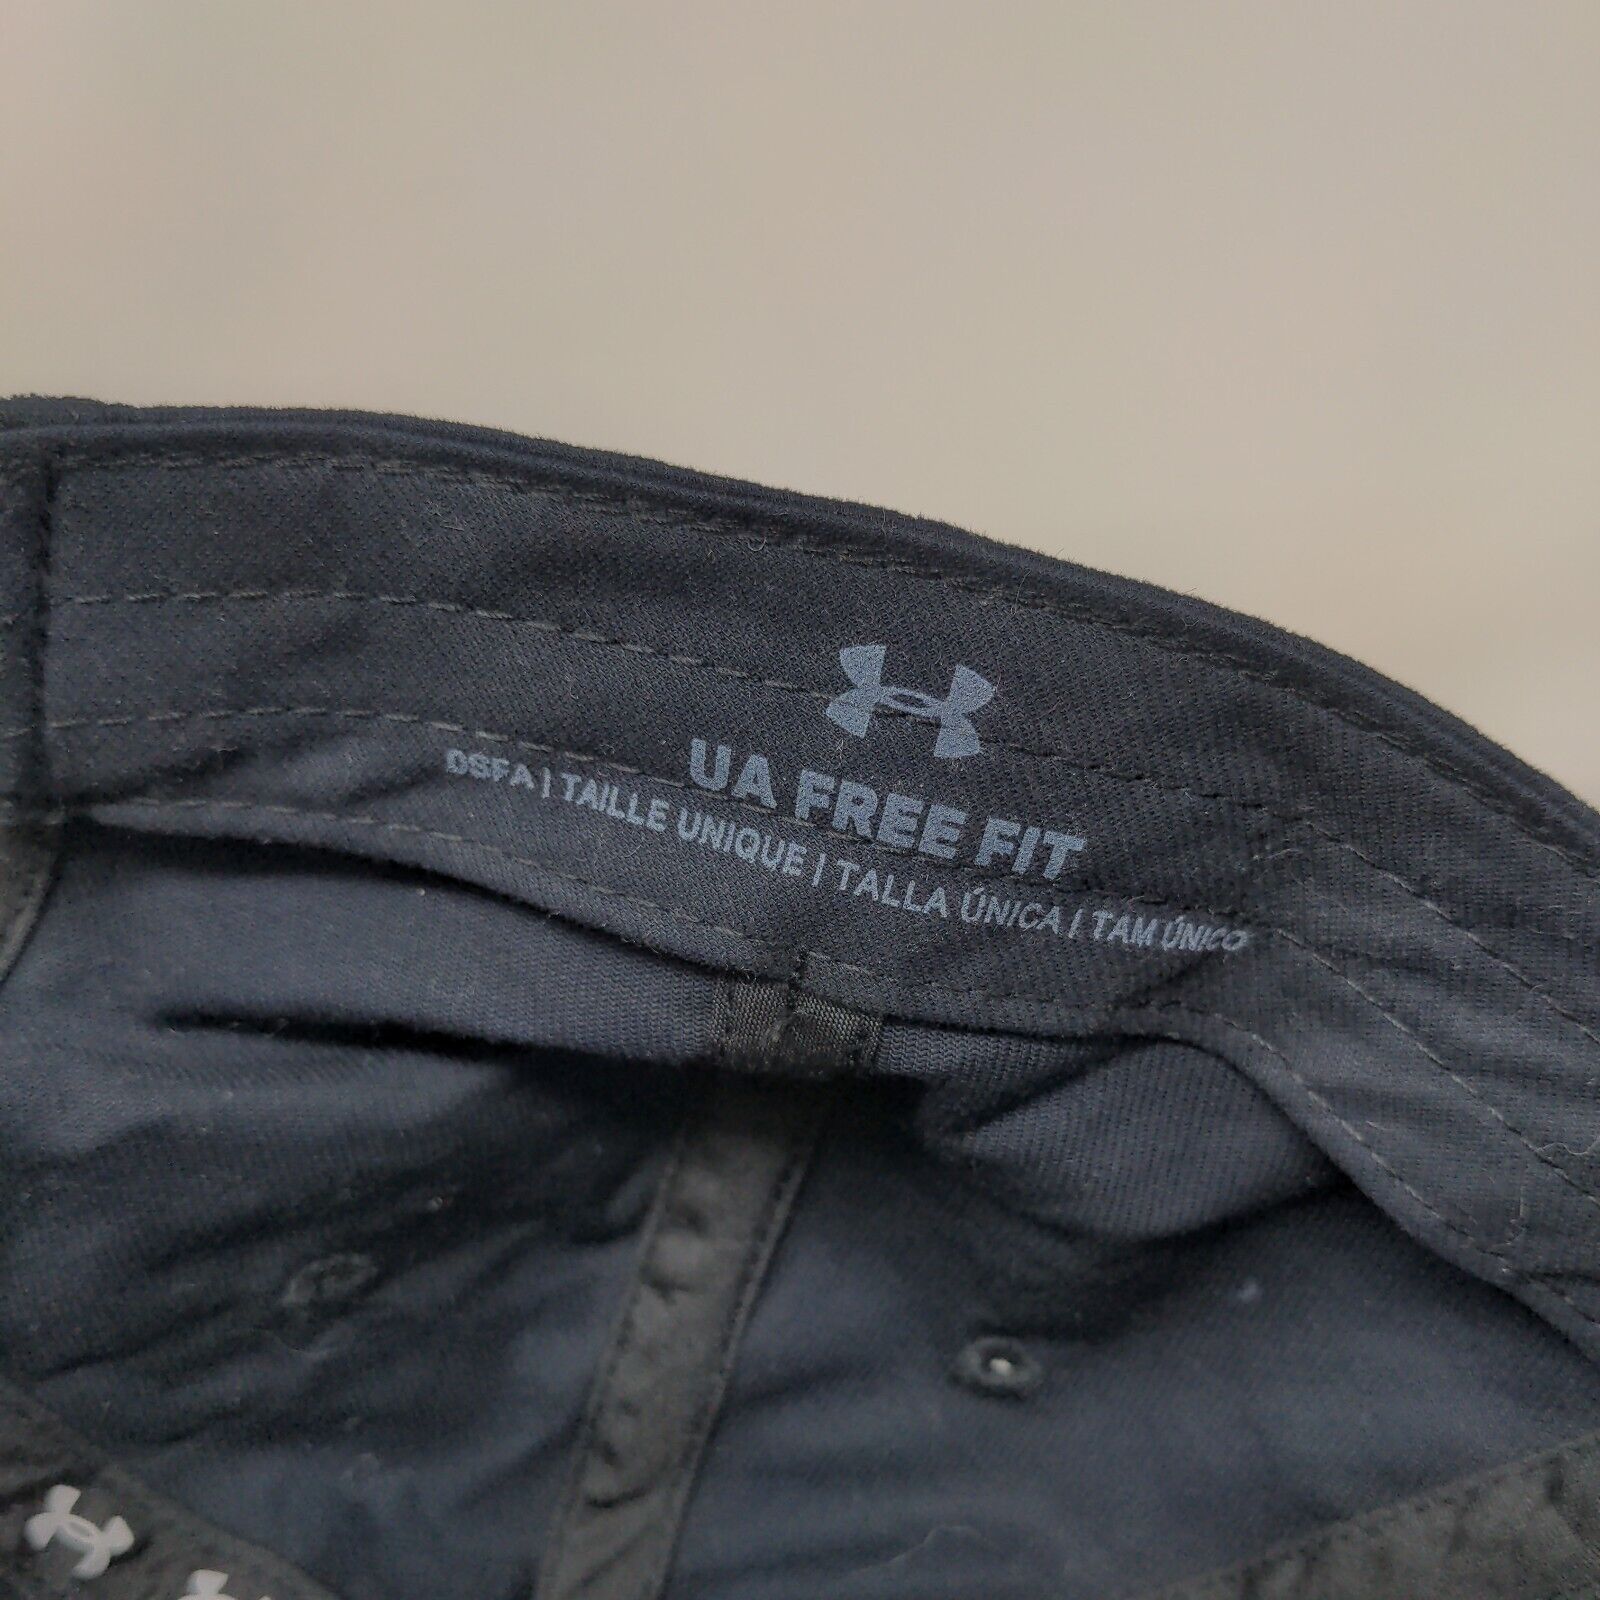 UA FREE FIT
OSFA | TAILLE UNIQUE | TALLA ÚNICA | TAM ÚNICO